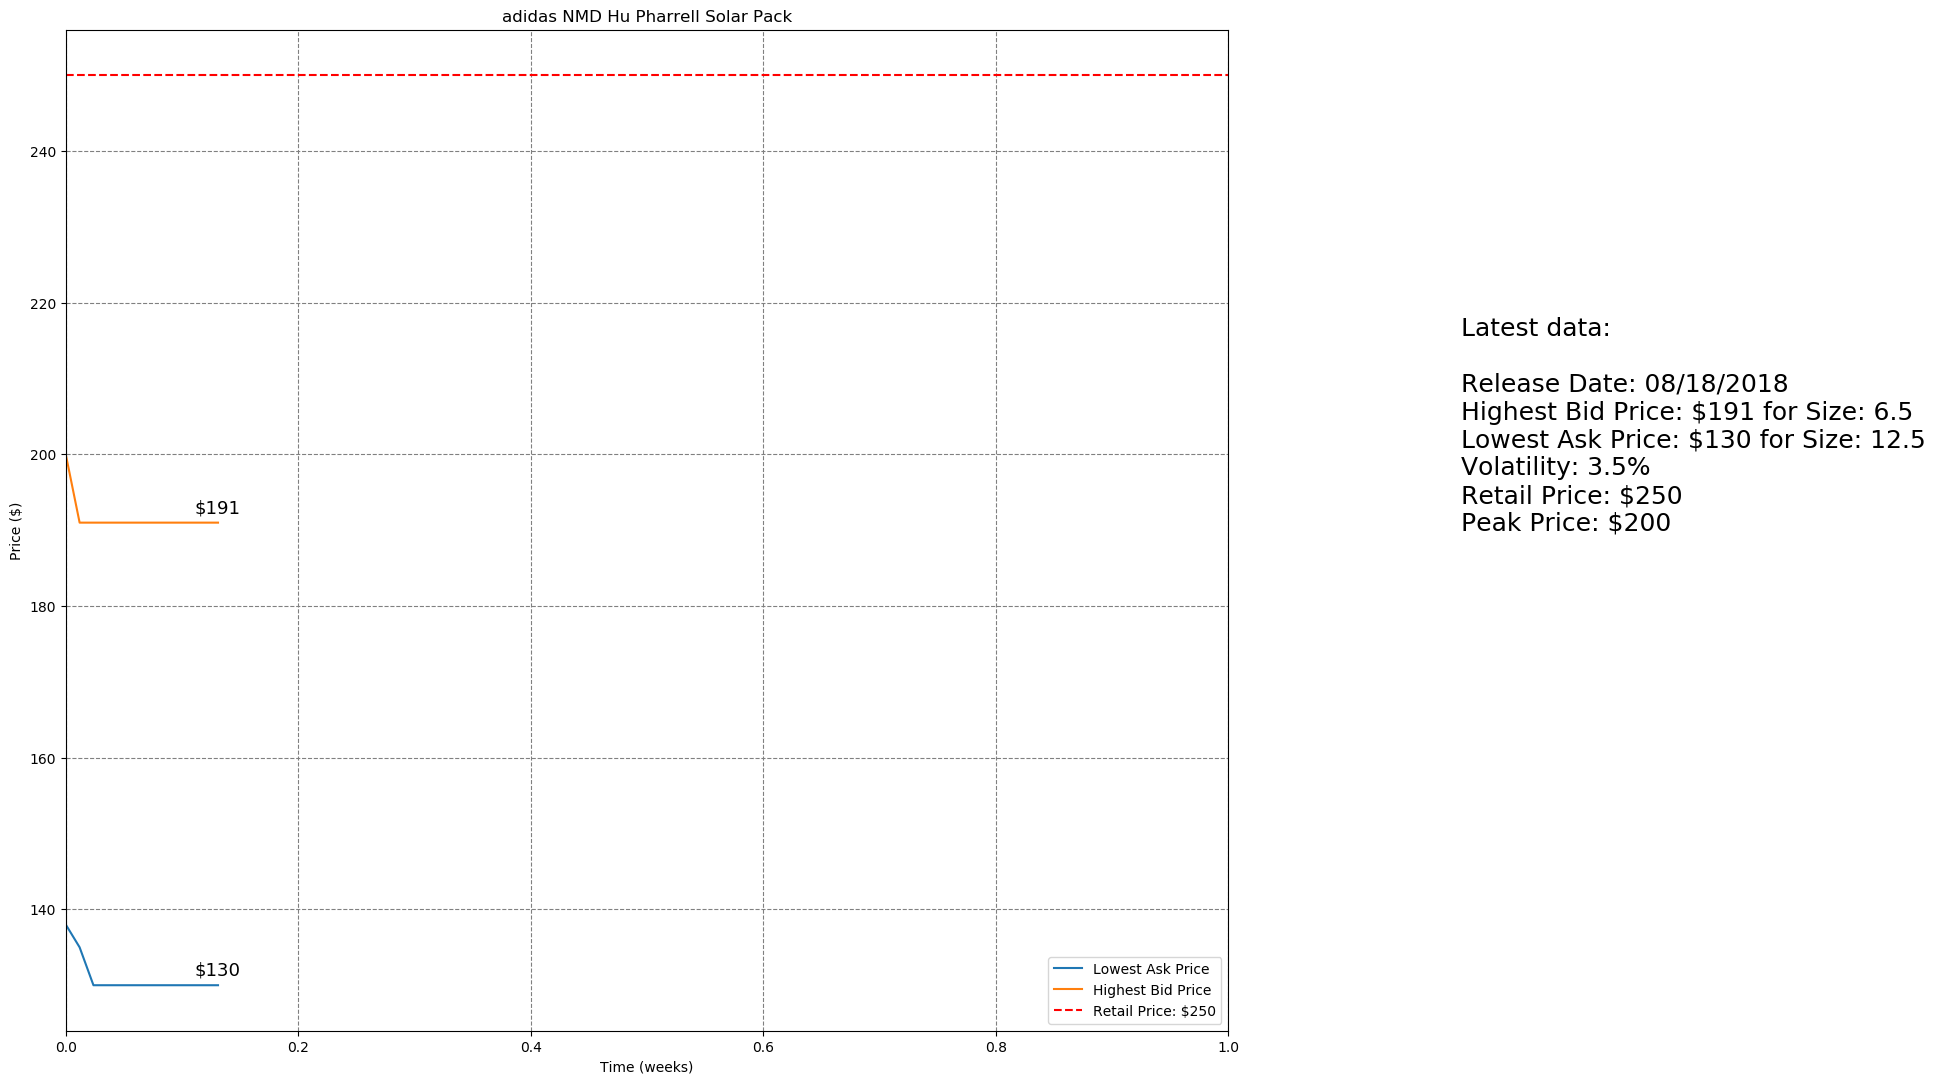 adidas NMD Hu Pharrell Solar Pack
Price ($)
240
220
200
180
160
140
$191
$130
0.0
0.2
0.4
0.6
0.8
1.0
Time (weeks)
Lowest Ask Price
Highest Bid Price
Retail Price: $250
Latest data:
Release Date: 08/18/2018
Highest Bid Price: $191 for Size: 6.5
Lowest Ask Price: $130 for Size: 12.5
Volatility: 3.5%
Retail Price: $250
Peak Price: $200